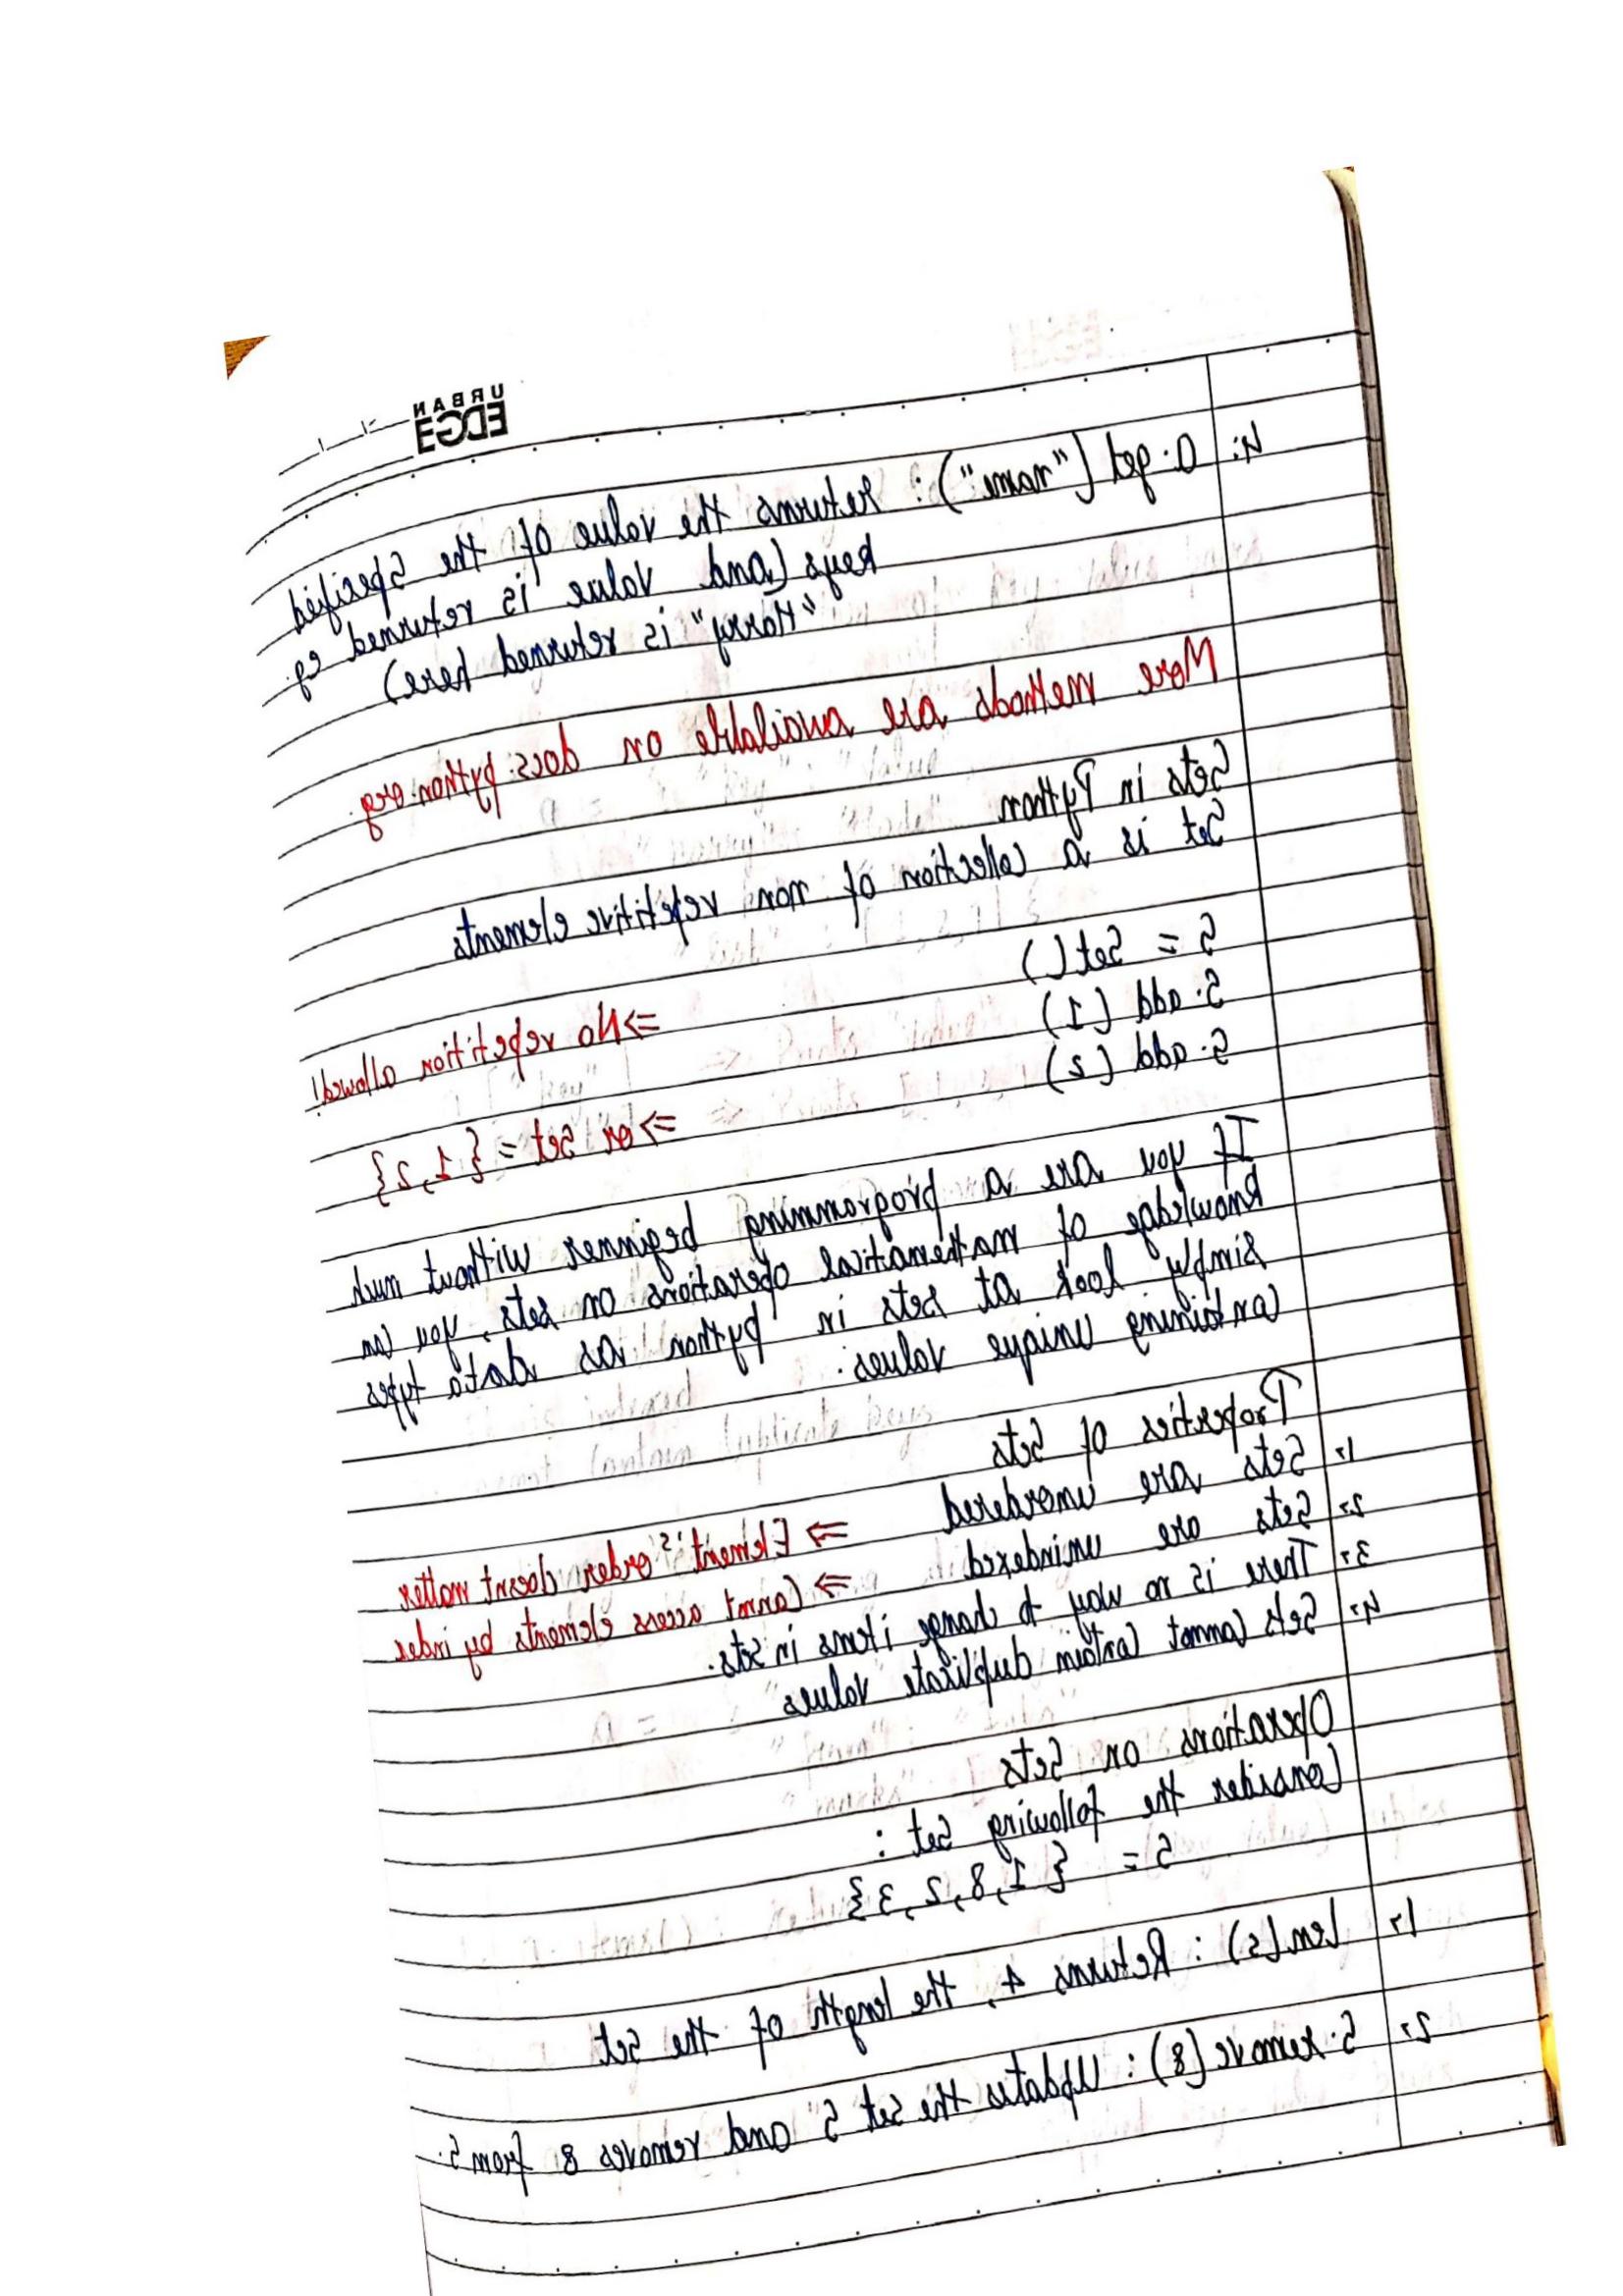 URBAN
EDGE
4. a.get ("name") : Returns the value of the specified
keys (and value is returned eg.
"Harry" is returned here)
More methods are available on docs.python.org.
Sets in Python
Set is a collection of non repetitive elements
S = Set()
S.add (1) => No repetition allowed!
S.add (2)
=> or Set = {1, 2}
If you are a programming beginner without much
knowledge of mathematical operations on sets, you can
simply look at sets in python as data types
containing unique values.
Properties of Sets
1. Sets are unordered => Element's order doesnt matter
2. Sets are unindexed => Cannot access elements by index
3. There is no way to change items in sets.
4. Sets cannot contain duplicate values
Operations on Sets
Consider the following set :
S = {1, 8, 2, 3}
1. Len(s) : Returns 4, the length of the set
2. S.remove(8) : Updates the set S and removes 8 from S.